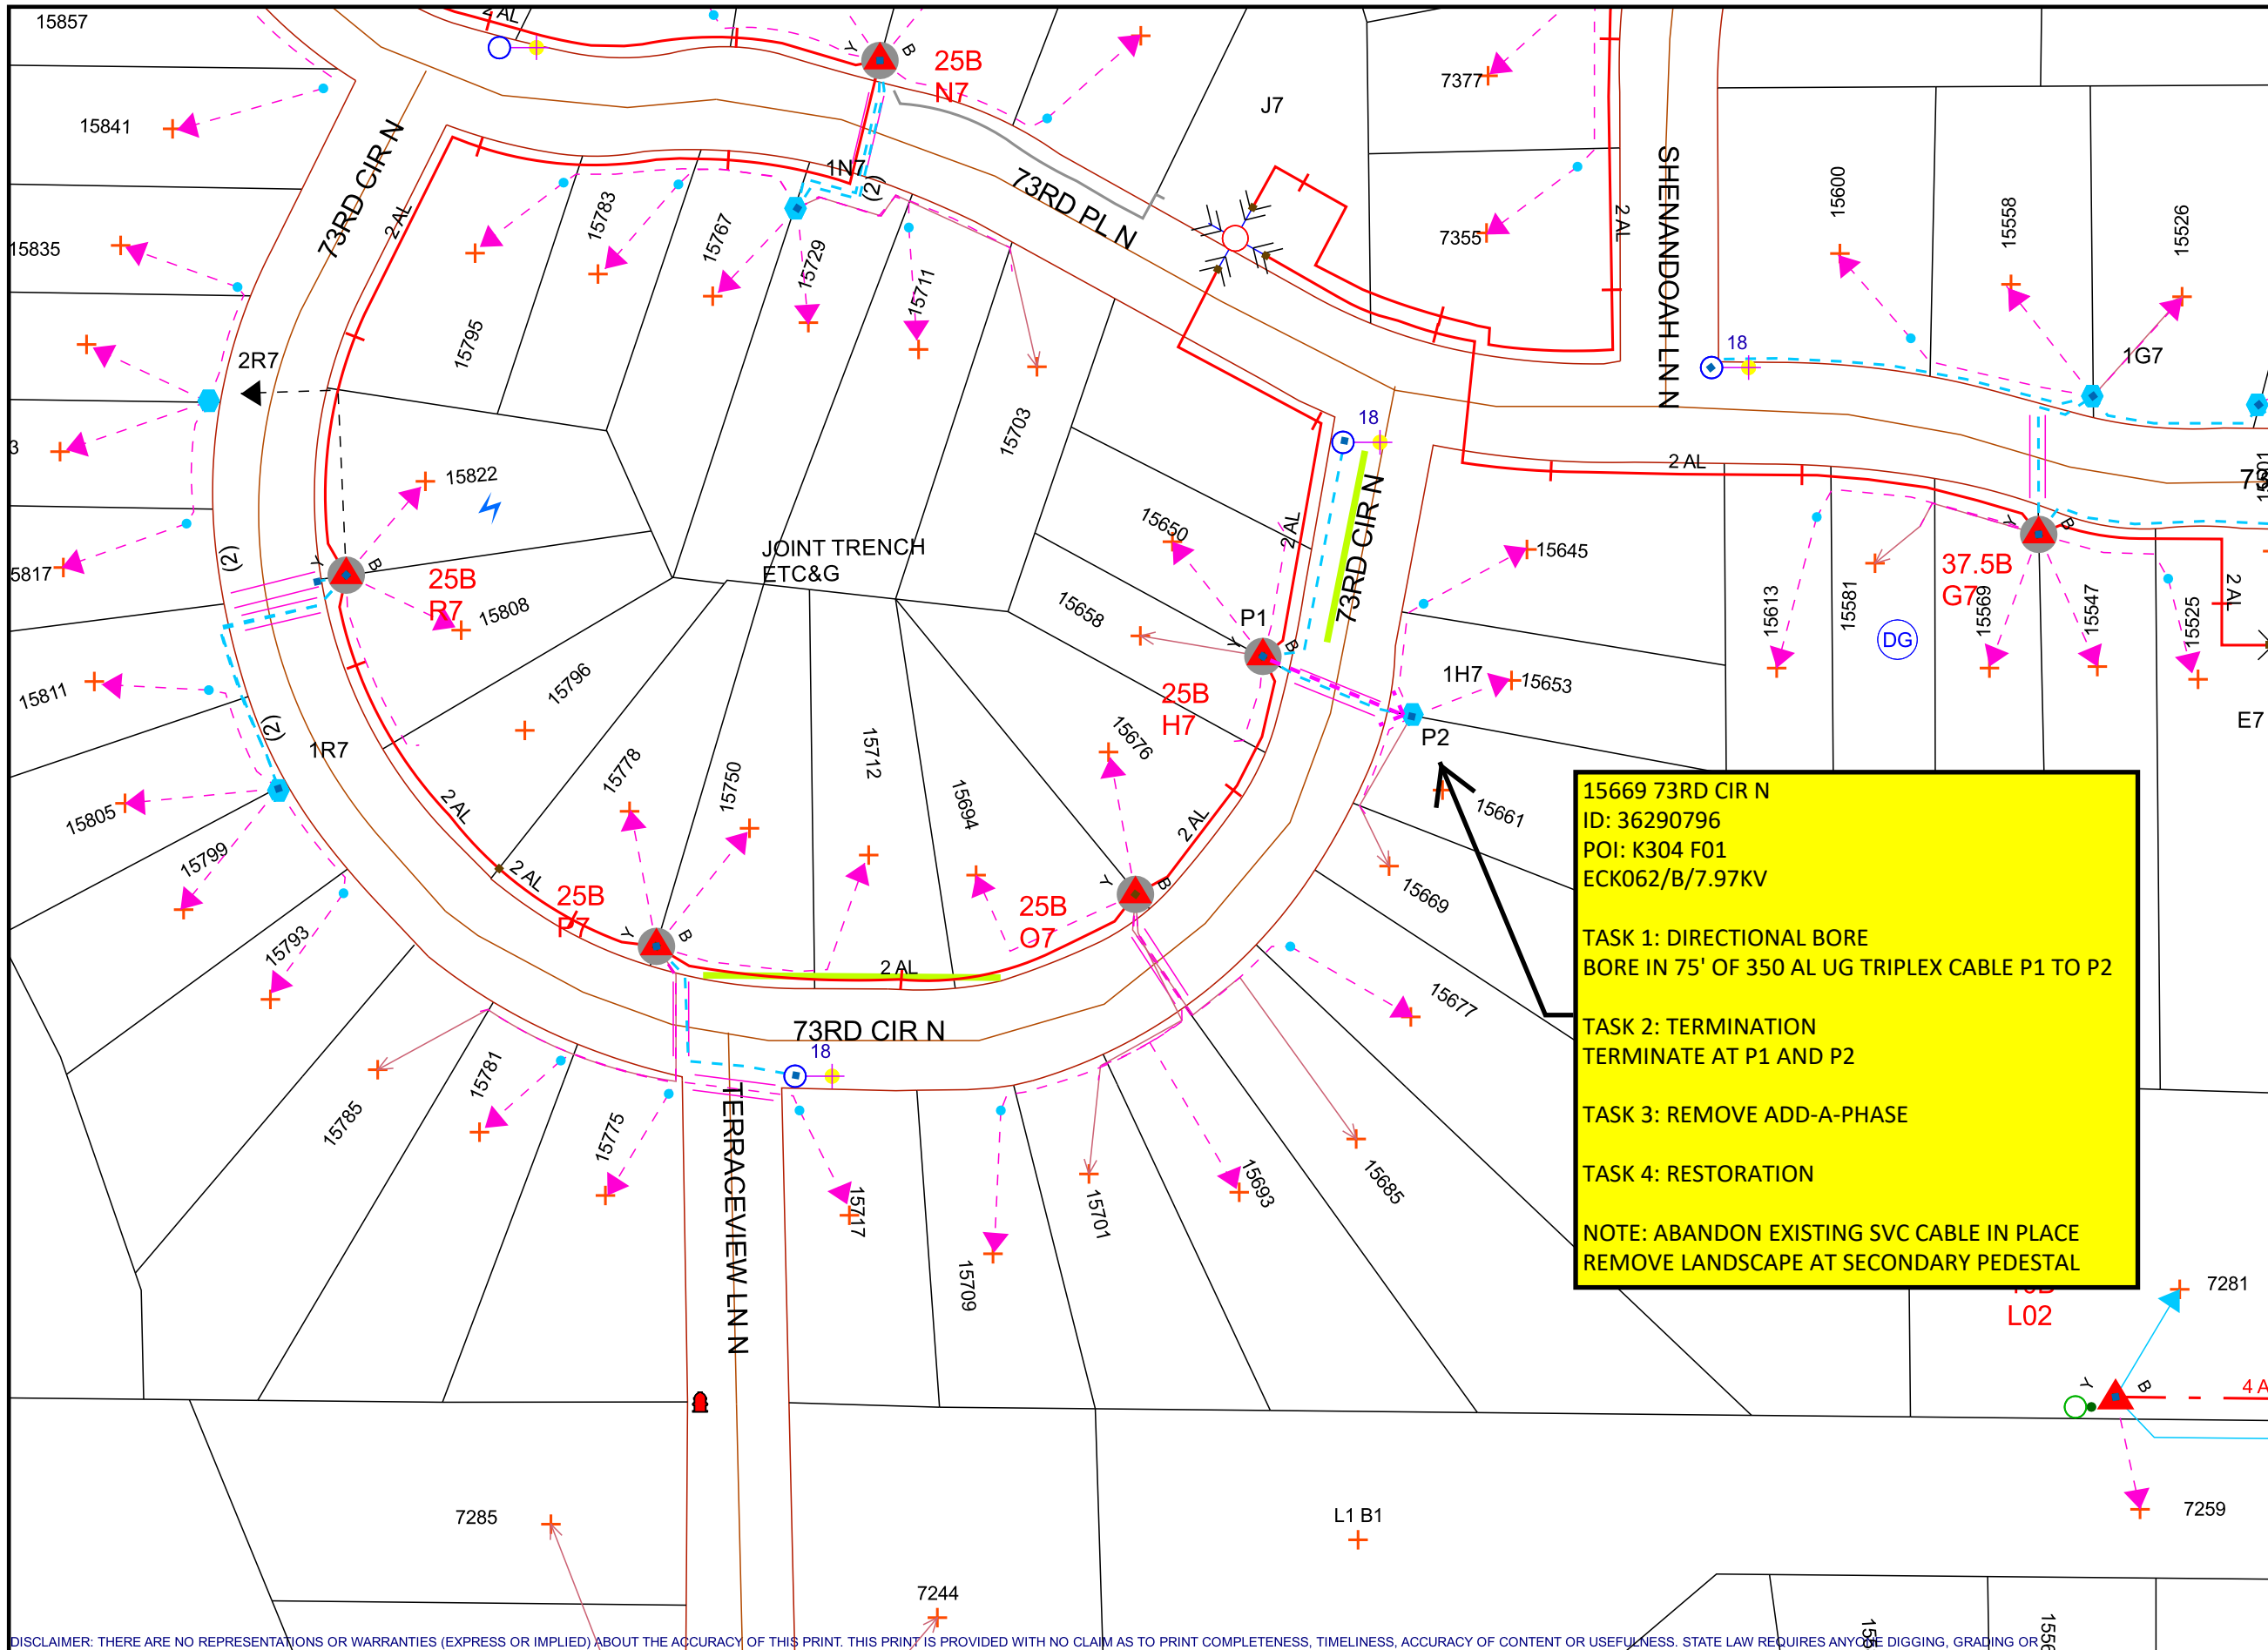 15857
2 AL
Y
B
25B
N7
J7
7377
15841
73RD CIR N
2 AL
1N7
(2)
73RD PL N
SHENANDOAH LN N
2 AL
7355
15600
15558
15526
15835
15783
15767
15729
15711
15795
15703
2R7
18
1G7
18
15822
JOINT TRENCH
ETC&G
15650
2 AL
73RD CIR N
2 AL
15645
Y
B
37.5B
G7
2 AL
(2)
5817
3
Y
B
25B
R7
15808
15658
P1
Y
B
25B
H7
1H7
15653
P2
15613
15581
DG
15569
15547
15525
E7
15811
(2)
1R7
15796
15805
15799
2 AL
2 AL
15778
15750
15712
15694
15676
2 AL
15661
15669
15793
25B
P7
Y
B
25B
O7
Y
B
2 AL
15677
73RD CIR N
18
15785
15781
15775
TERRACEVIEW LN N
15717
15709
15701
15693
15685
15669 73RD CIR N
ID: 36290796
POI: K304 F01
ECK062/B/7.97KV
TASK 1: DIRECTIONAL BORE
BORE IN 75' OF 350 AL UG TRIPLEX CABLE P1 TO P2
TASK 2: TERMINATION
TERMINATE AT P1 AND P2
TASK 3: REMOVE ADD-A-PHASE
TASK 4: RESTORATION
NOTE: ABANDON EXISTING SVC CABLE IN PLACE
REMOVE LANDSCAPE AT SECONDARY PEDESTAL
L02
7281
Y
B
4 A
7259
7285
L1 B1
7244
DISCLAIMER: THERE ARE NO REPRESENTATIONS OR WARRANTIES (EXPRESS OR IMPLIED) ABOUT THE ACCURACY OF THIS PRINT. THIS PRINT IS PROVIDED WITH NO CLAIM AS TO PRINT COMPLETENESS, TIMELINESS, ACCURACY OF CONTENT OR USEFULNESS. STATE LAW REQUIRES ANYONE DIGGING, GRADING OR